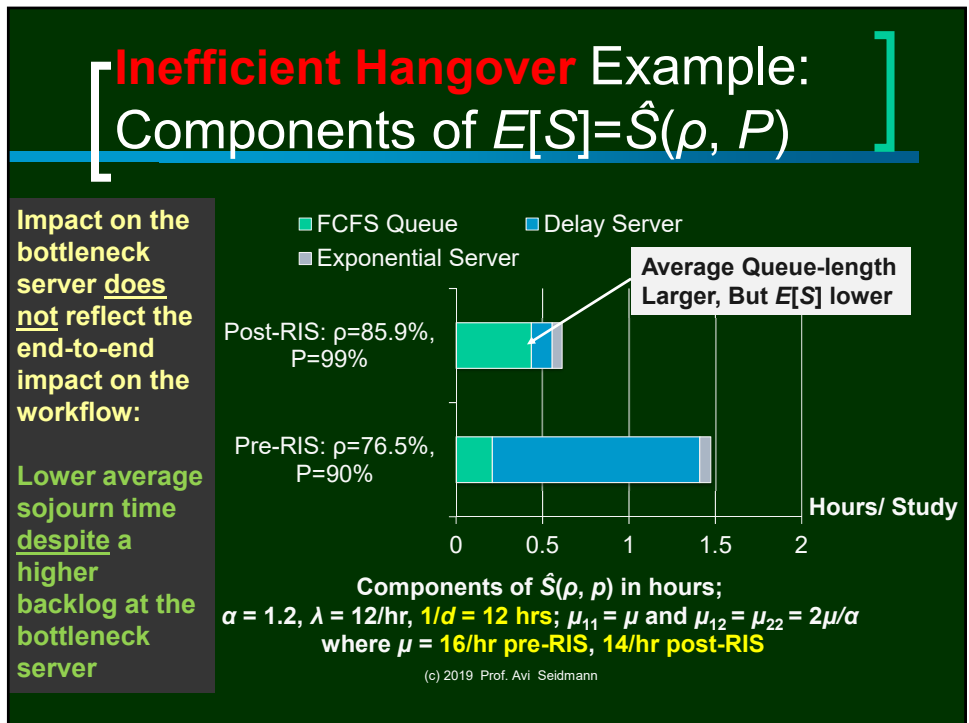 Inefficient Hangover Example:
Components of E[S]=Ŝ(ρ, P)
Impact on the
bottleneck
server does
not reflect the
end-to-end
impact on the
workflow:
Lower average
sojourn time
despite a
higher
backlog at the
bottleneck
server
FCFS Queue
Delay Server
Exponential Server
Average Queue-length
Larger, But E[S] lower
Post-RIS: ρ=85.9%,
P=99%
Pre-RIS: ρ=76.5%,
P=90%
Hours/ Study
0 0.5 1 1.5 2
Components of Ŝ(ρ, p) in hours;
α = 1.2, λ = 12/hr, 1/d = 12 hrs; μ₁₁ = μ and μ₁₂ = μ₂₂ = 2μ/α
where μ = 16/hr pre-RIS, 14/hr post-RIS
(c) 2019 Prof. Avi Seidmann